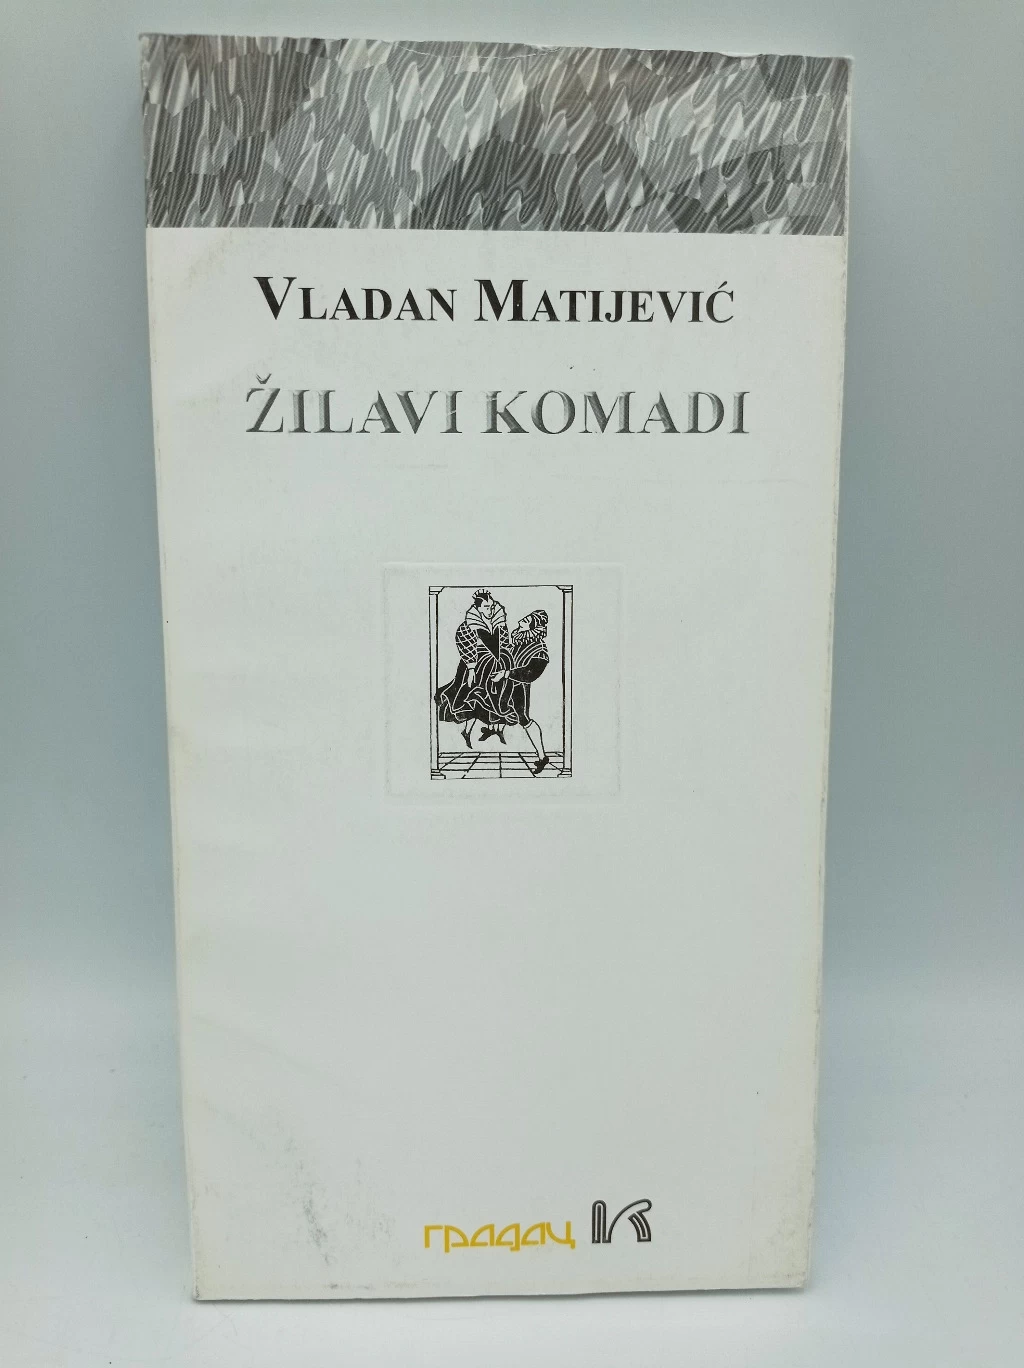 VLADAN MATIJEVIĆ
ŽILAVI KOMADI
градац K